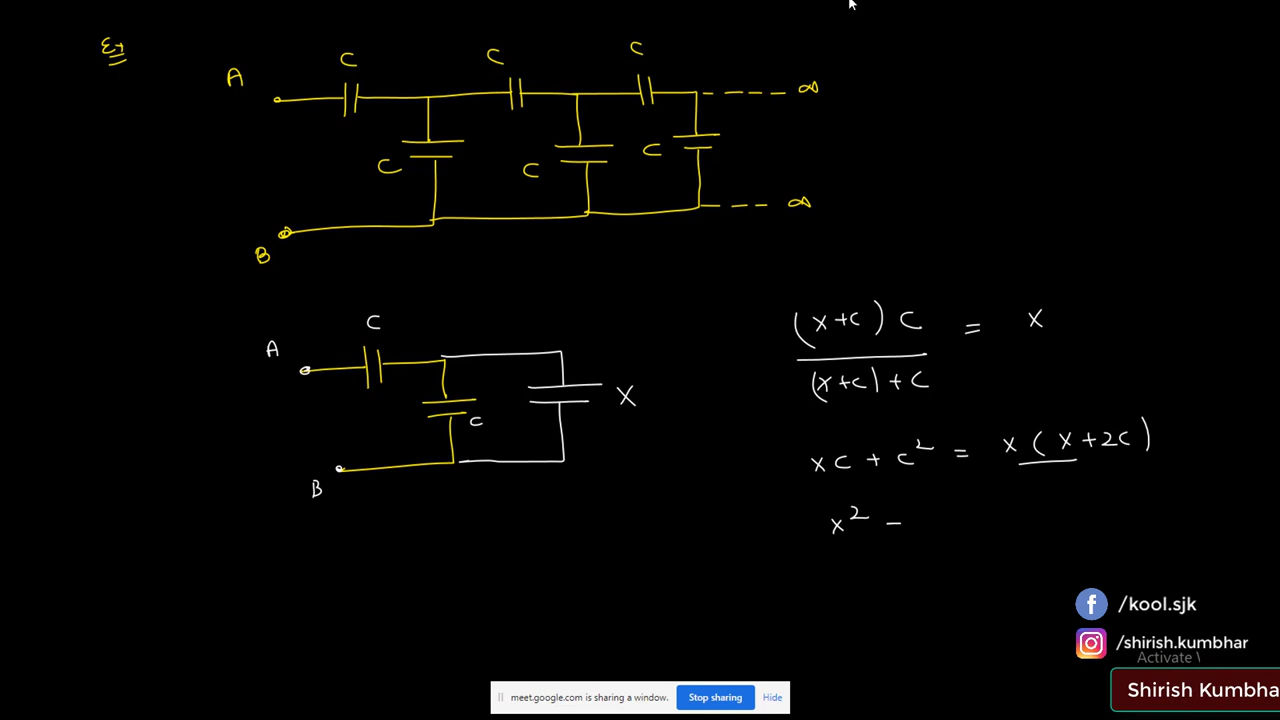 Ex
A C C C
- - - - - ∞
C C C
- - - ∞
B
C
A
C X
B
(x+c) c / (x+c)+c = x
xc + c² = x(x+2c)
x² -
/kool.sjk
/shirish.kumbhar
Activate \
Shirish Kumbha
meet.google.com is sharing a window. Stop sharing Hide